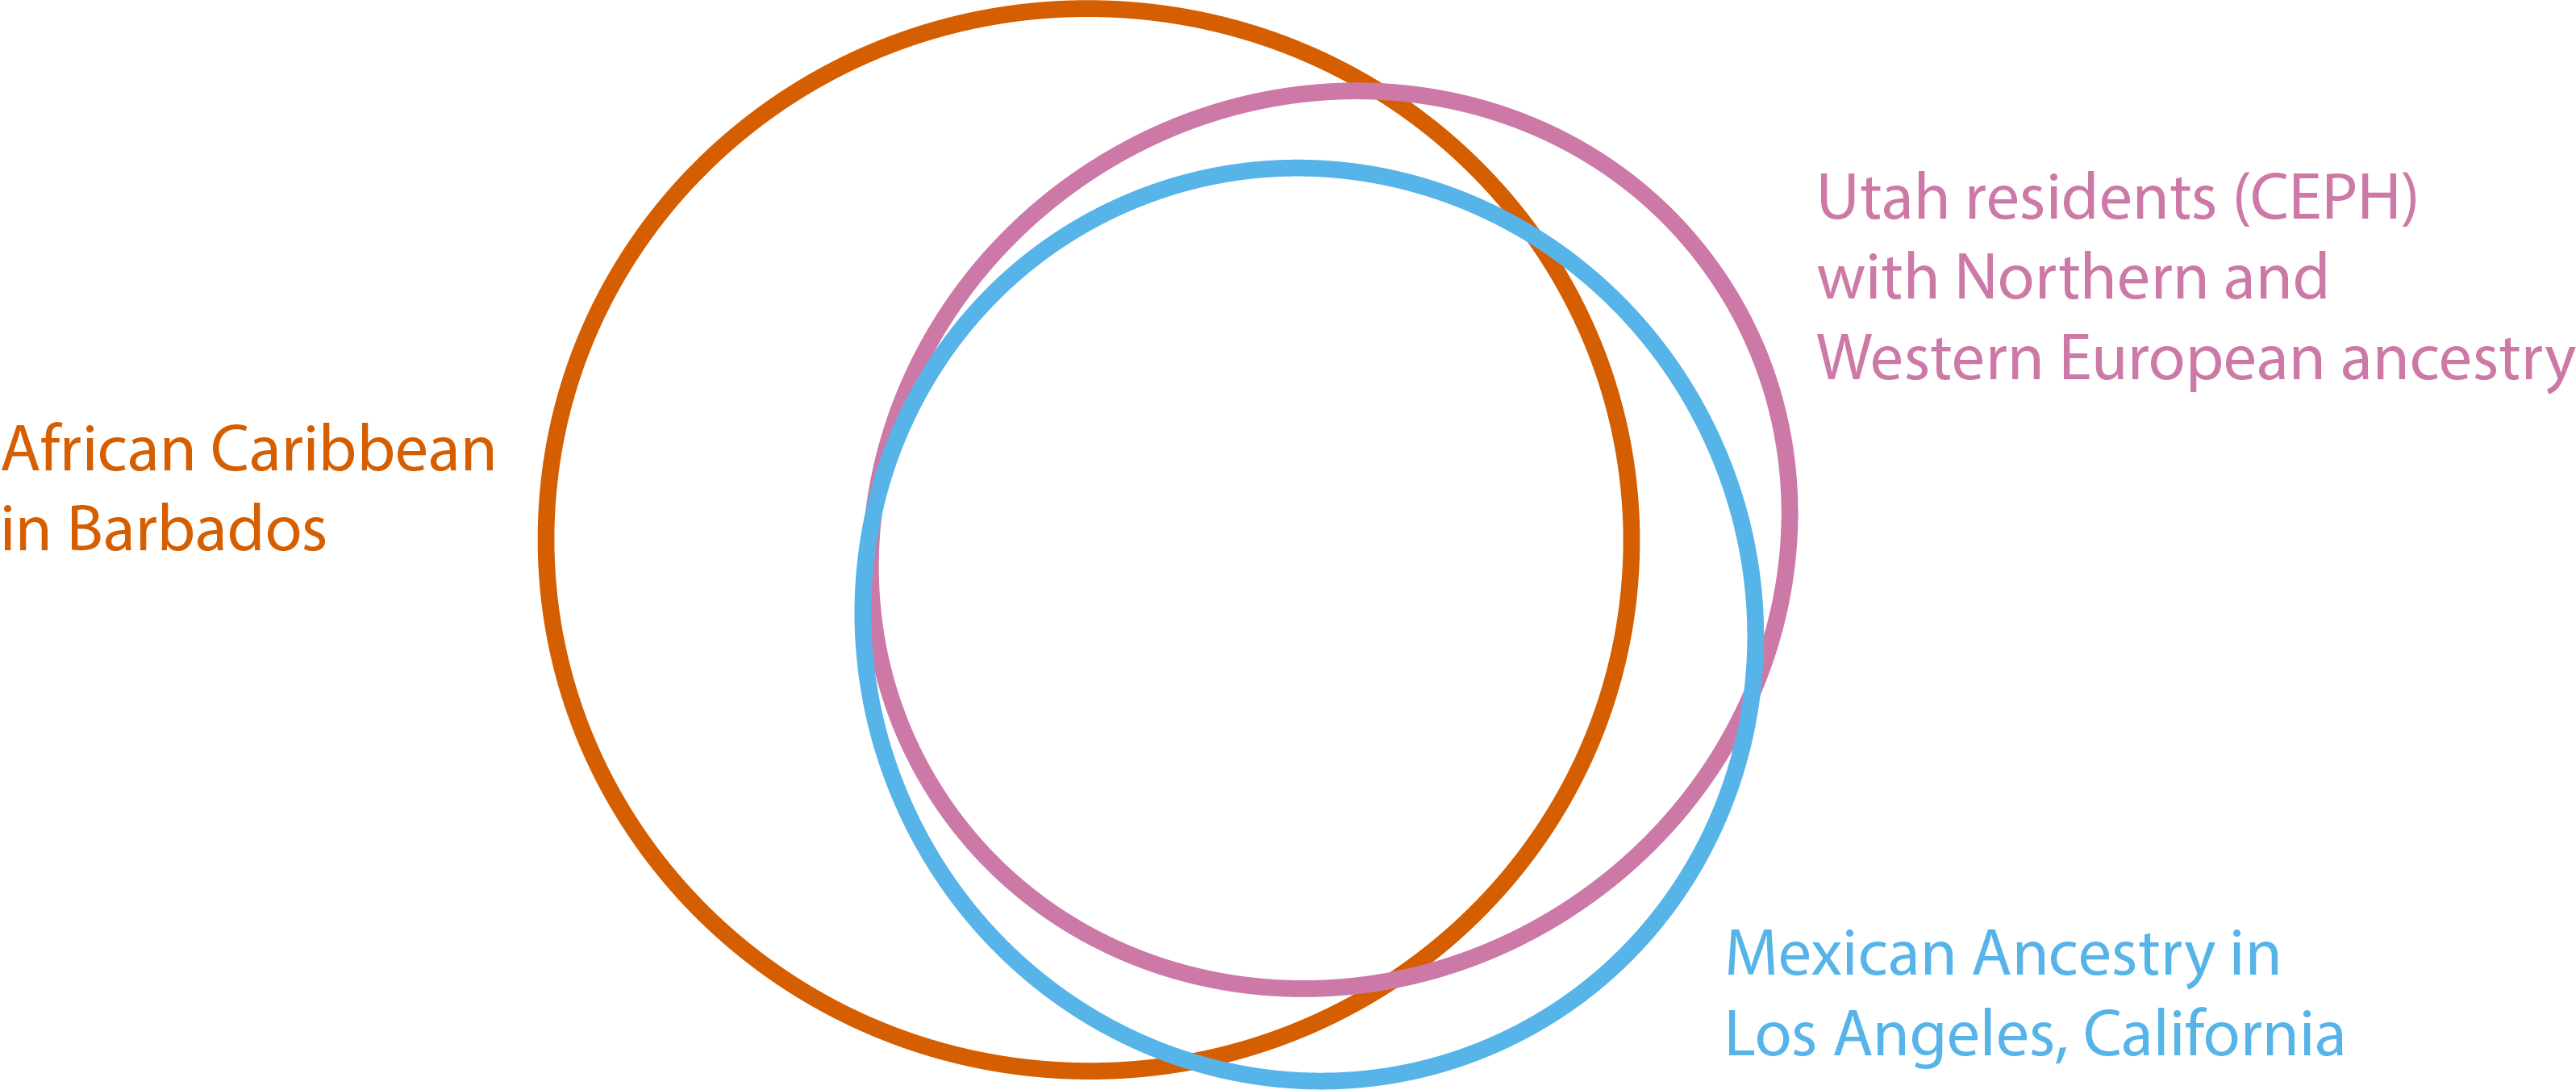 African Caribbean
in Barbados
Utah residents (CEPH)
with Northern and
Western European ancestry
Mexican Ancestry in
Los Angeles, California